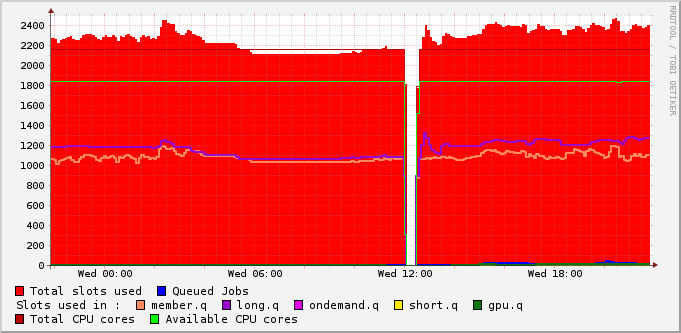 2400
2200
2000
1800
1600
1400
1200
1000
800
600
400
200
0
Wed 00:00 Wed 06:00 Wed 12:00 Wed 18:00
Total slots used Queued Jobs
Slots used in : member.q long.q ondemand.q short.q gpu.q
Total CPU cores Available CPU cores
RRDTOOL / TOBI OETIKER